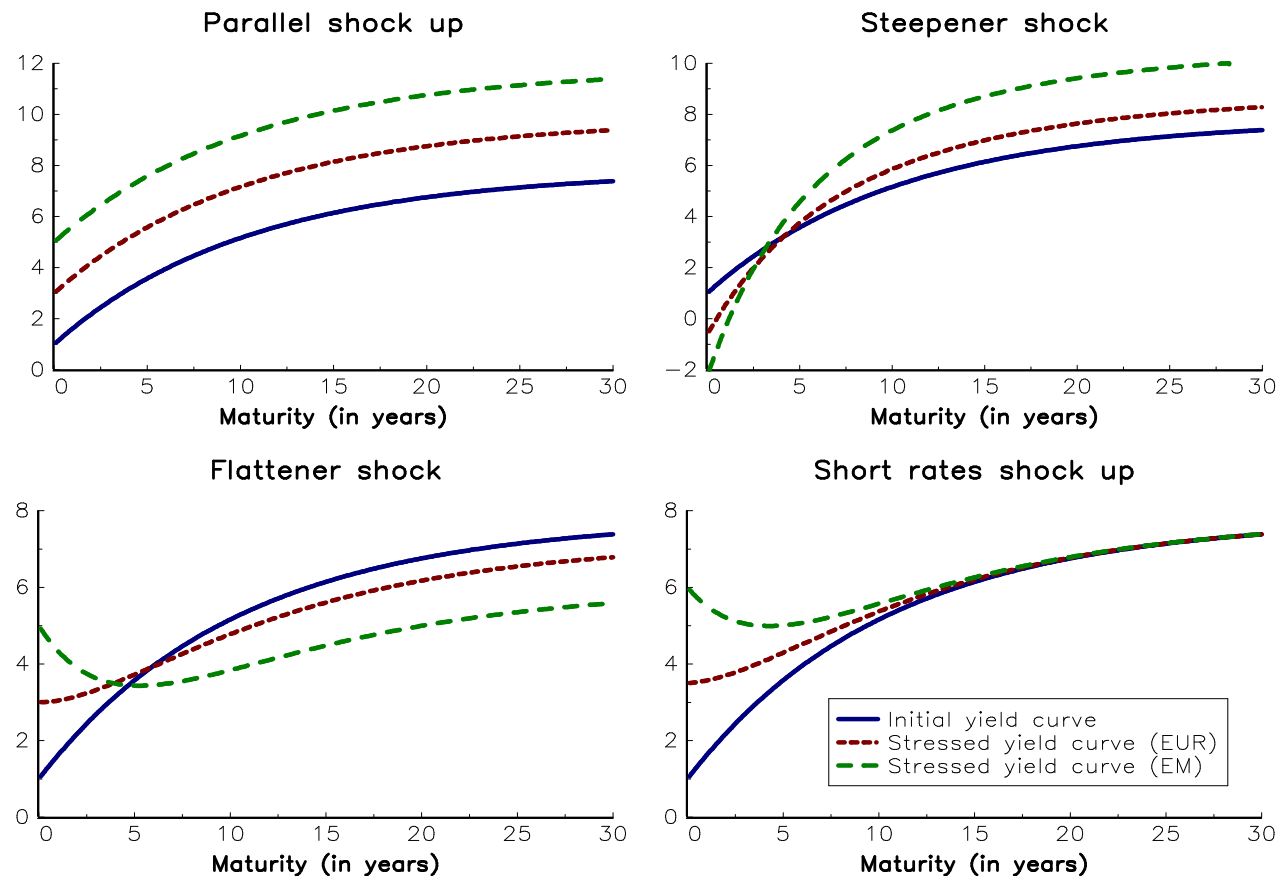 Parallel shock up
12
10
8
6
4
2
0
0 5 10 15 20 25 30
Maturity (in years)
Steepener shock
10
8
6
4
2
0
−2
0 5 10 15 20 25 30
Maturity (in years)
Flattener shock
8
6
4
2
0
0 5 10 15 20 25 30
Maturity (in years)
Short rates shock up
8
6
4
2
0
Initial yield curve
Stressed yield curve (EUR)
Stressed yield curve (EM)
0 5 10 15 20 25 30
Maturity (in years)